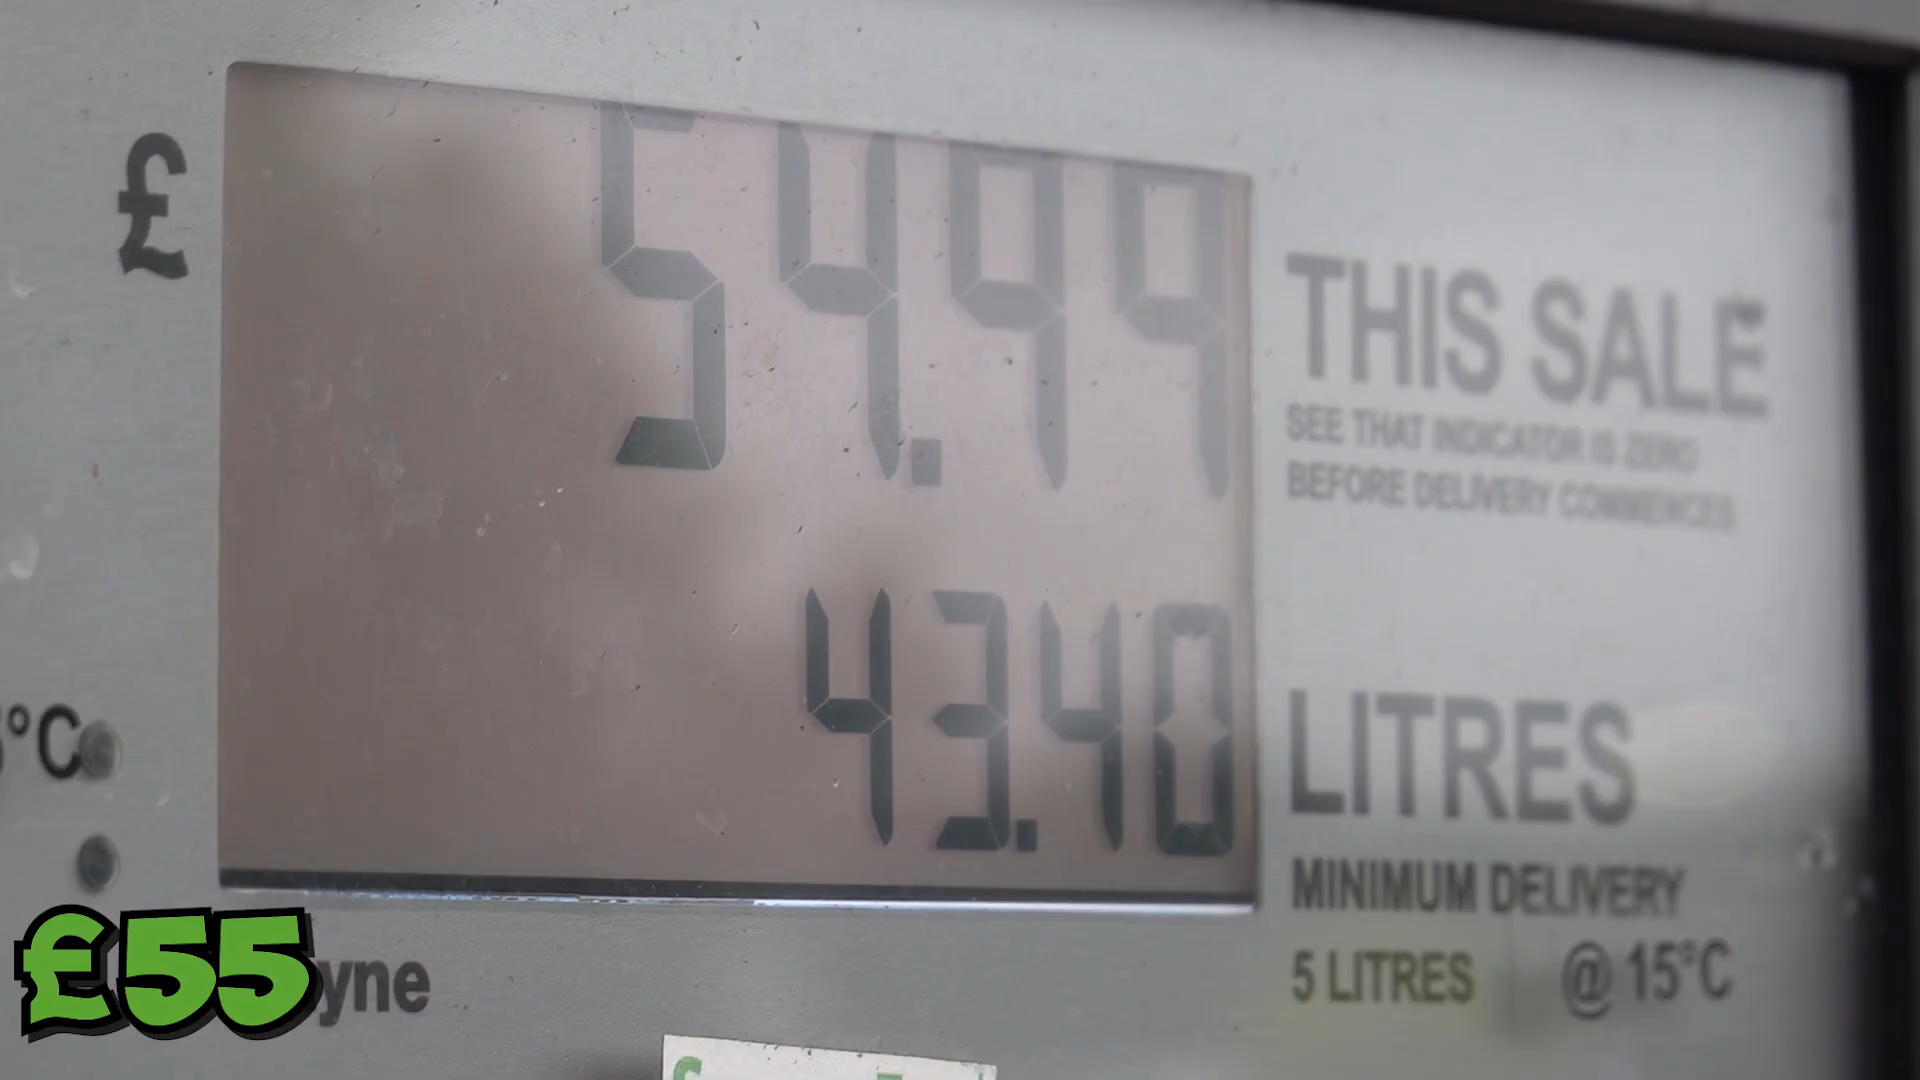 £ 54.99
THIS SALE
SEE THAT INDICATOR IS ZERO
BEFORE DELIVERY COMMENCES
43.40
LITRES
MINIMUM DELIVERY
5 LITRES @ 15°C
°C
£55
yne